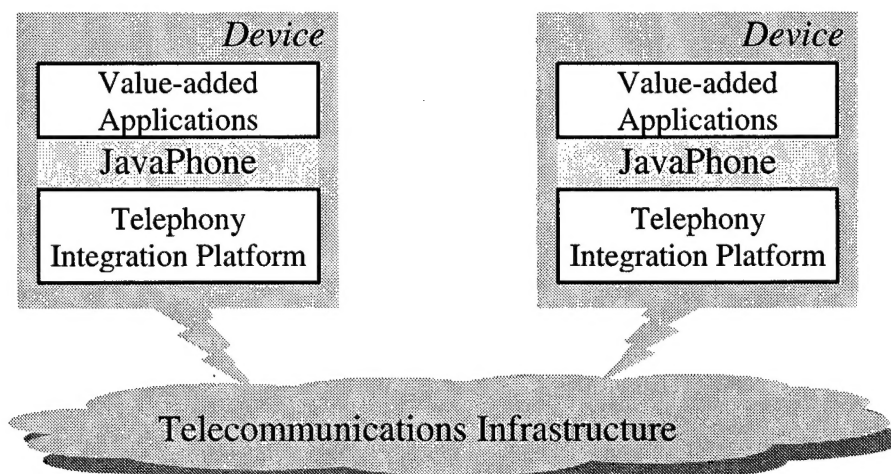 Device
Value-added
Applications
JavaPhone
Telephony
Integration Platform
Device
Value-added
Applications
JavaPhone
Telephony
Integration Platform
Telecommunications Infrastructure